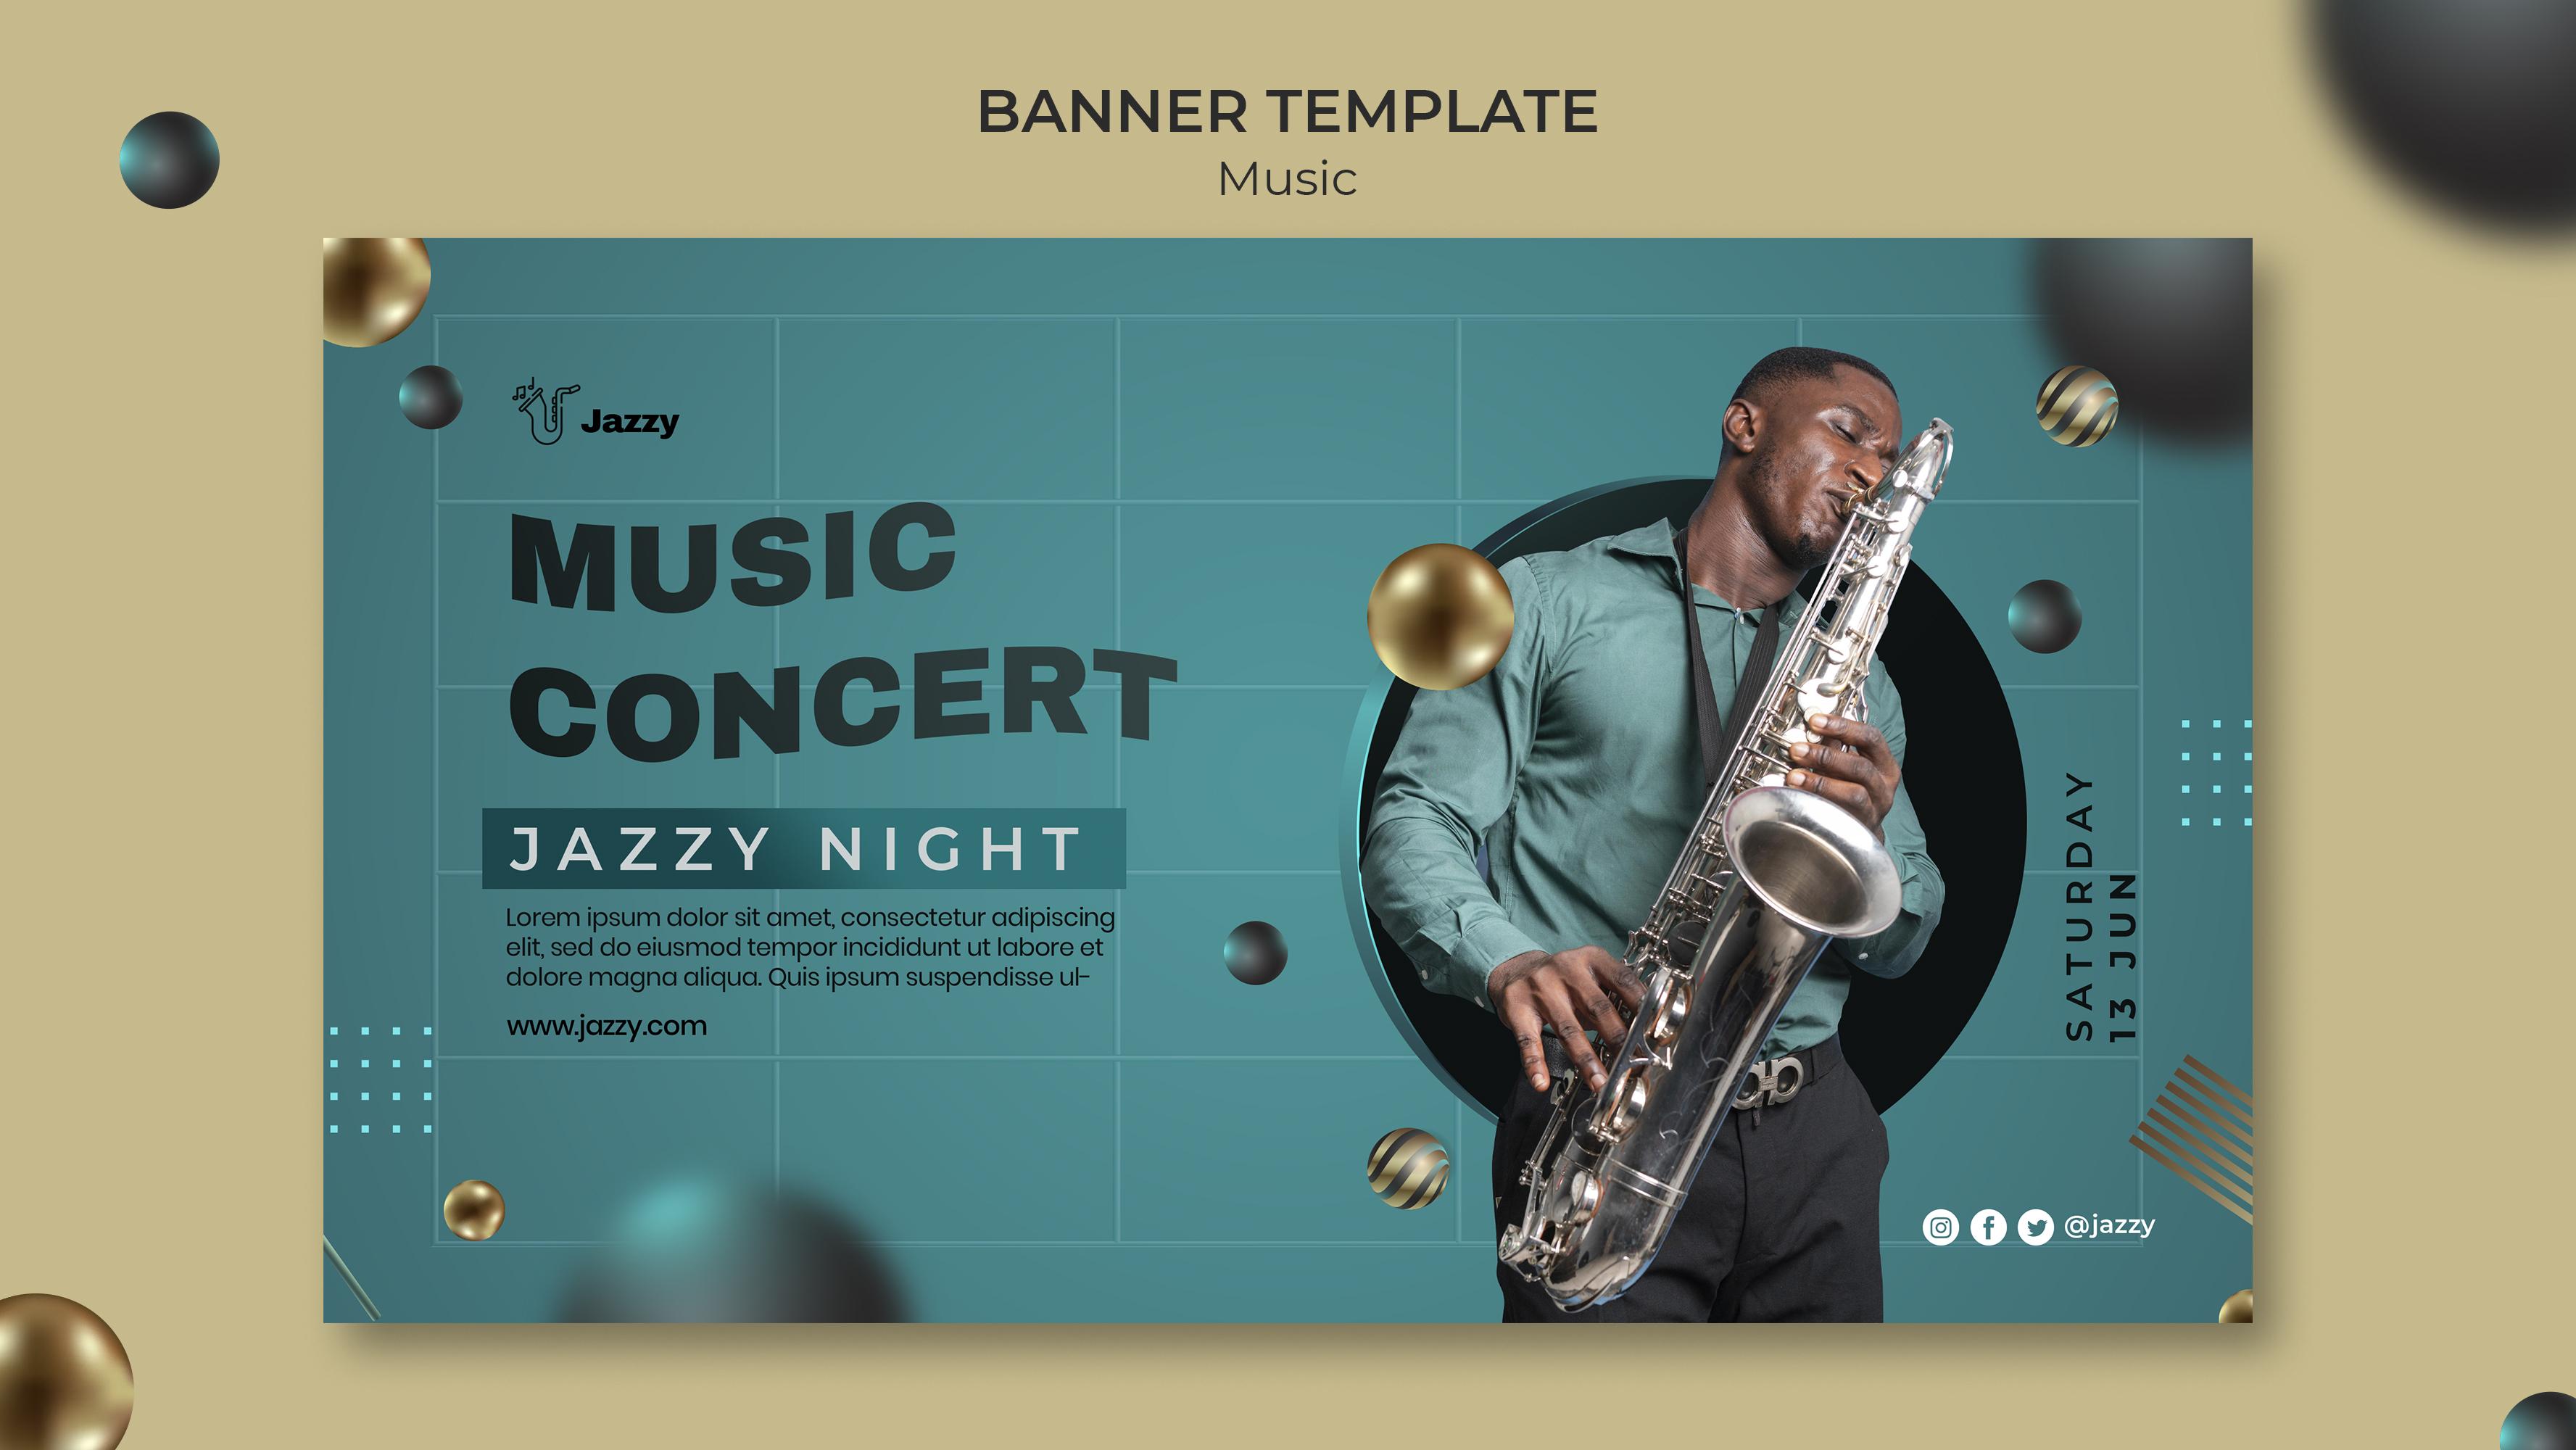 BANNER TEMPLATE
Music
Jazzy
MUSIC
CONCERT
JAZZY NIGHT
Lorem ipsum dolor sit amet, consectetur adipiscing
elit, sed do eiusmod tempor incididunt ut labore et
dolore magna aliqua. Quis ipsum suspendisse ul-
www.jazzy.com
SATURDAY
13 JUN
@jazzy